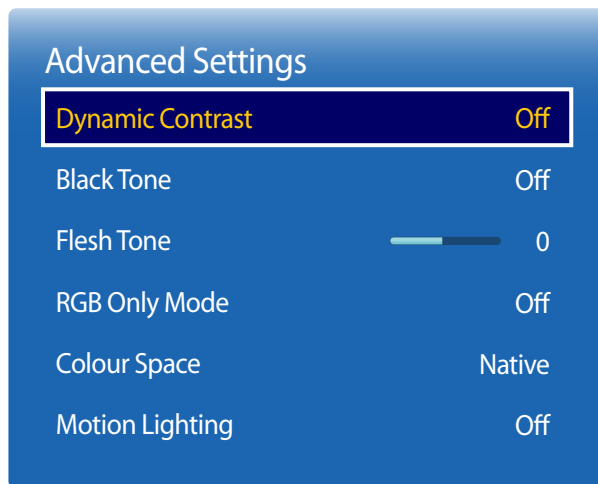 Advanced Settings
Dynamic Contrast Off
Black Tone Off
Flesh Tone 0
RGB Only Mode Off
Colour Space Native
Motion Lighting Off